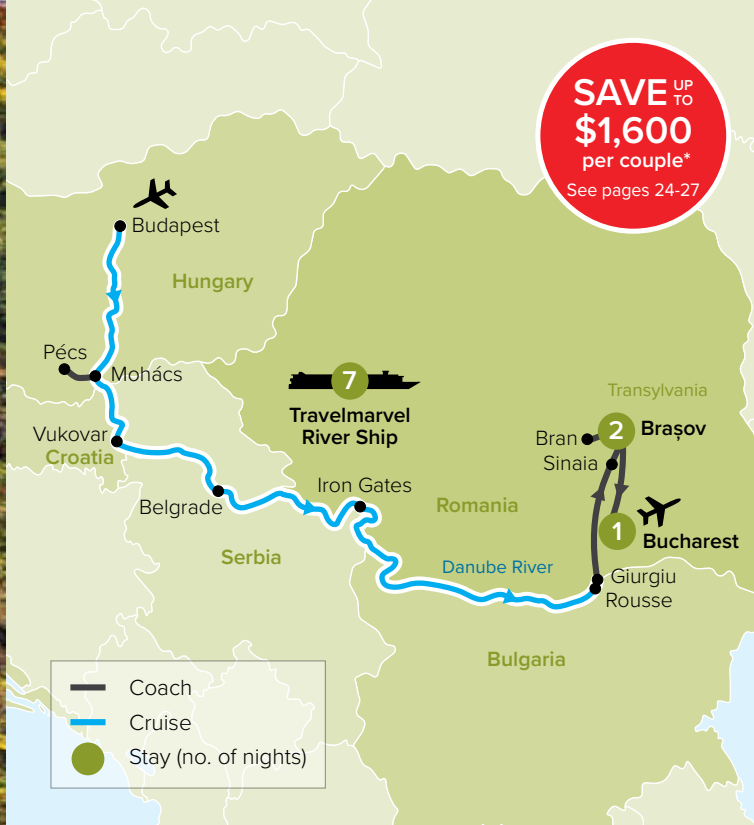 SAVE UP TO
$1,600
per couple*
See pages 24-27
Budapest
Hungary
Pécs
Mohács
7
Travelmarvel
River Ship
Transylvania
Vukovar
Croatia
Bran
2
Brașov
Sinaia
Belgrade
Iron Gates
Romania
1
Bucharest
Serbia
Danube River
Giurgiu
Rousse
Bulgaria
Coach
Cruise
Stay (no. of nights)